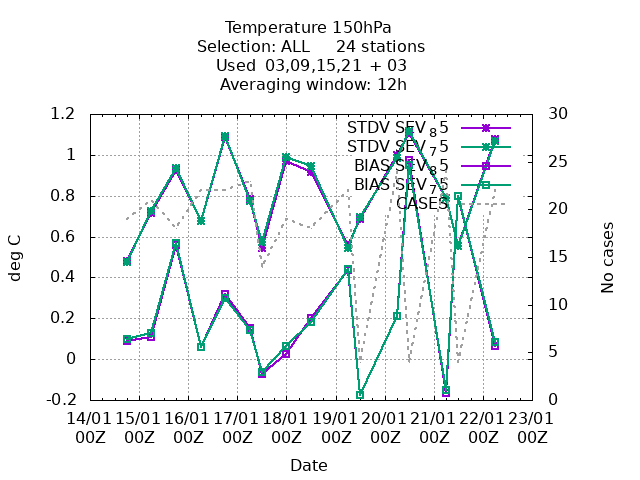 Temperature 150hPa
Selection: ALL 24 stations
Used 03,09,15,21 + 03
Averaging window: 12h
STDV SEV 8 5
STDV SEV 7 5
BIAS SEV 8 5
BIAS SEV 7 5
CASES
1.2
1
0.8
0.6
0.4
0.2
0
-0.2
deg C
30
25
20
15
10
5
0
No cases
14/01 15/01 16/01 17/01 18/01 19/01 20/01 21/01 22/01 23/01
00Z 00Z 00Z 00Z 00Z 00Z 00Z 00Z 00Z 00Z
Date